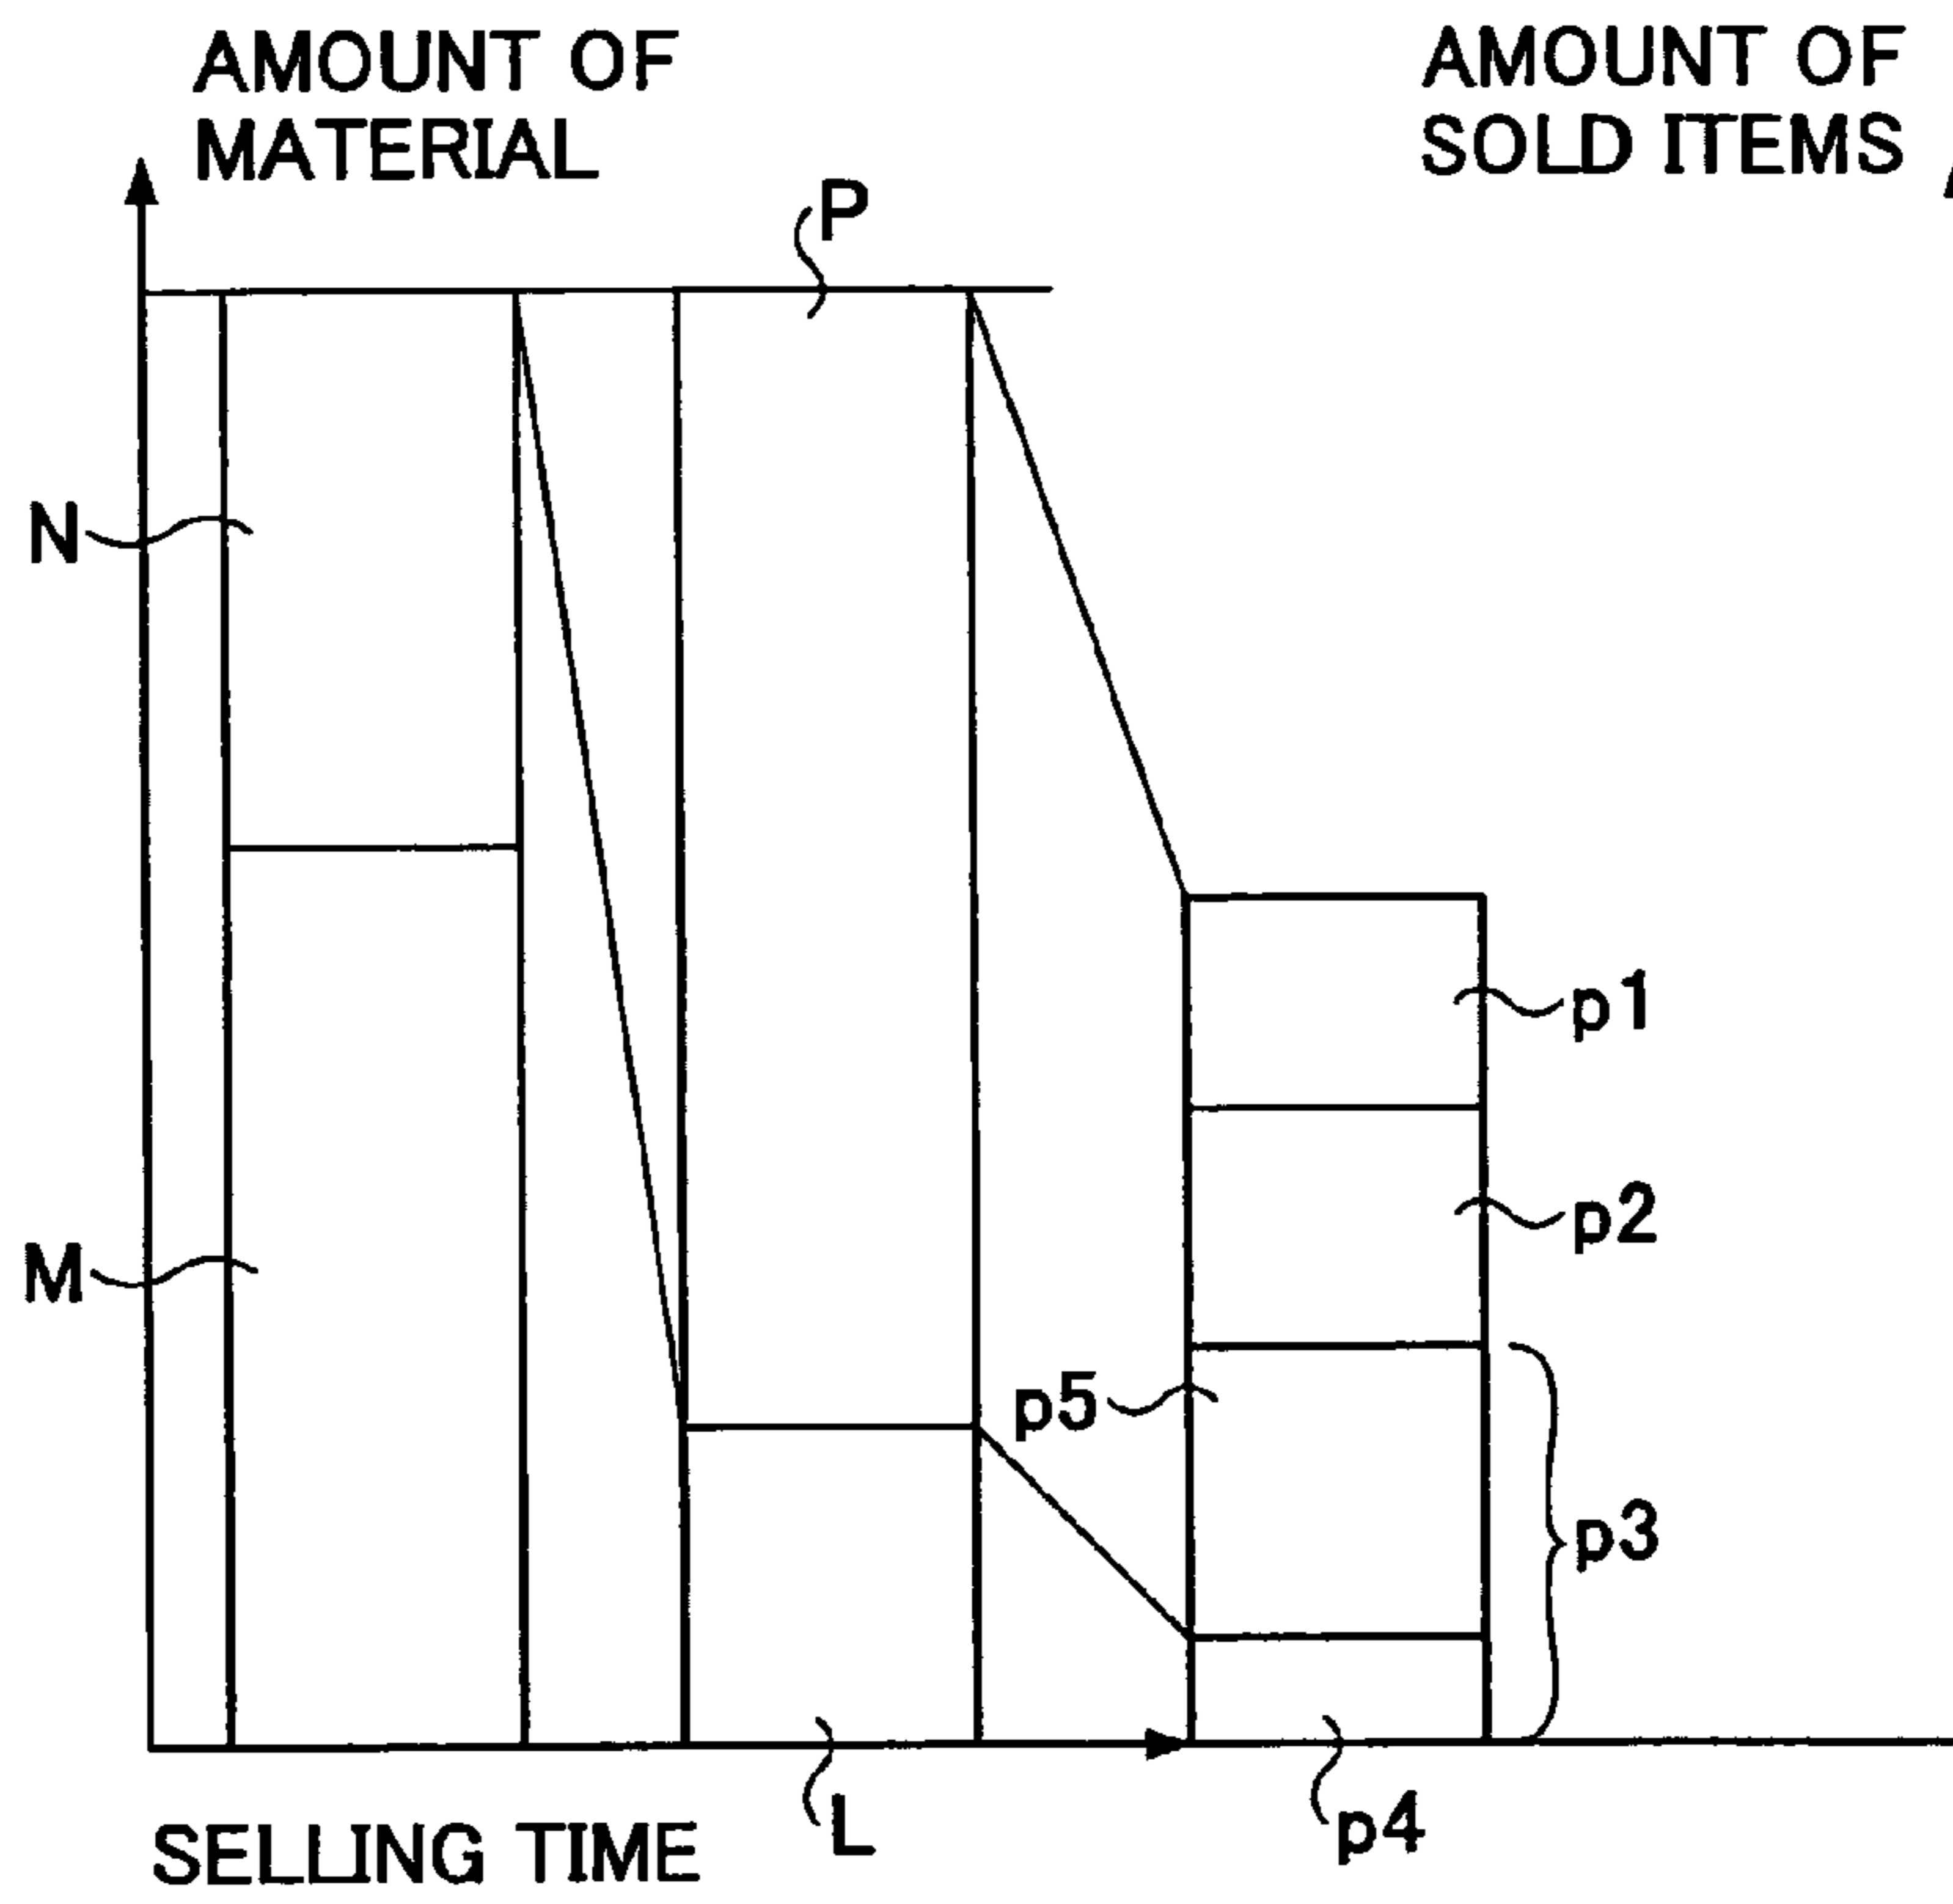 AMOUNT OF
MATERIAL
AMOUNT OF
SOLD ITEMS
P
N
p1
p2
M
p5
p3
L
p4
SELLING TIME